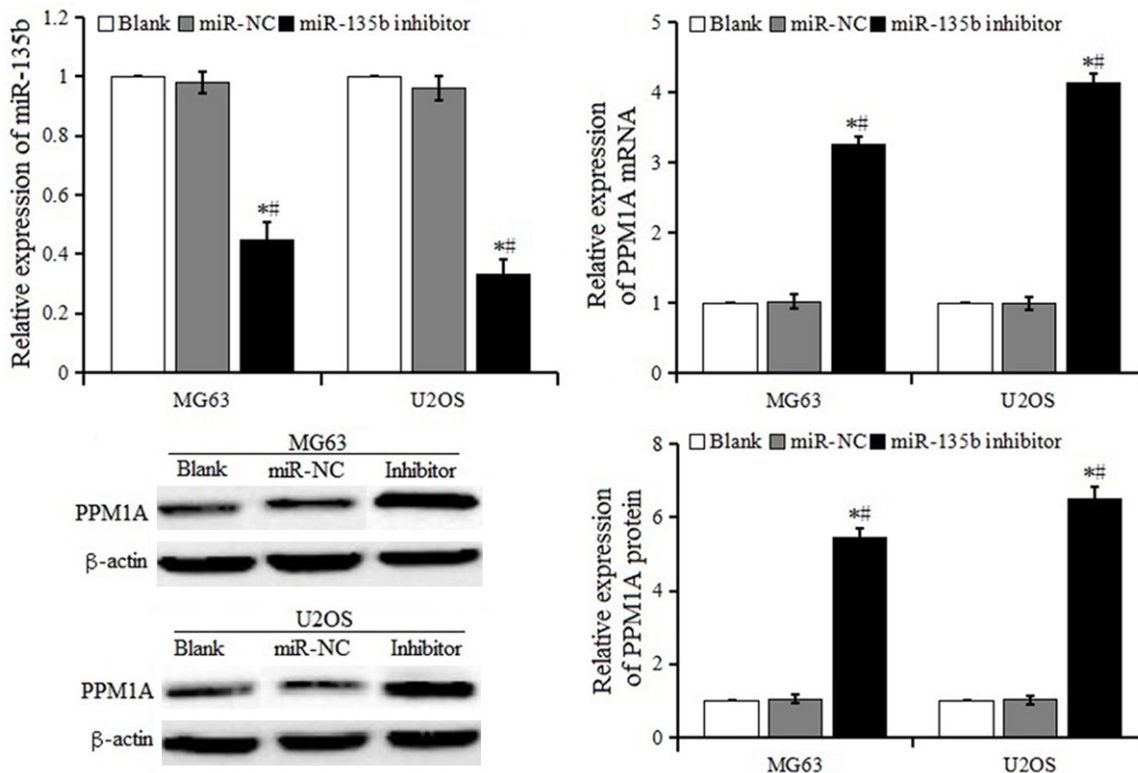 Blank miR-NC miR-135b inhibitor
Relative expression of miR-135b
1.2
1
0.8
0.6
0.4
0.2
0
*#
*#
MG63 U2OS
Blank miR-NC miR-135b inhibitor
Relative expression
of PPM1A mRNA
5
4
3
2
1
0
*#
*#
MG63 U2OS
MG63
Blank miR-NC Inhibitor
PPM1A
β-actin
U2OS
Blank miR-NC Inhibitor
PPM1A
β-actin
Blank miR-NC miR-135b inhibitor
Relative expression
of PPM1A protein
8
6
4
2
0
*#
*#
MG63 U2OS